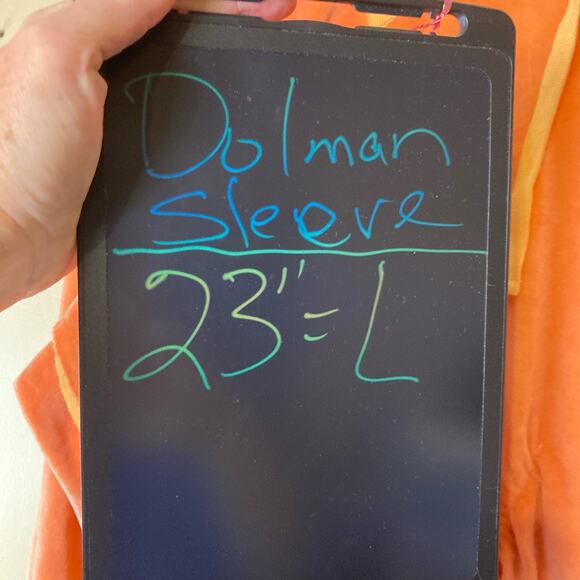 Dolman
Sleeve
23" = L